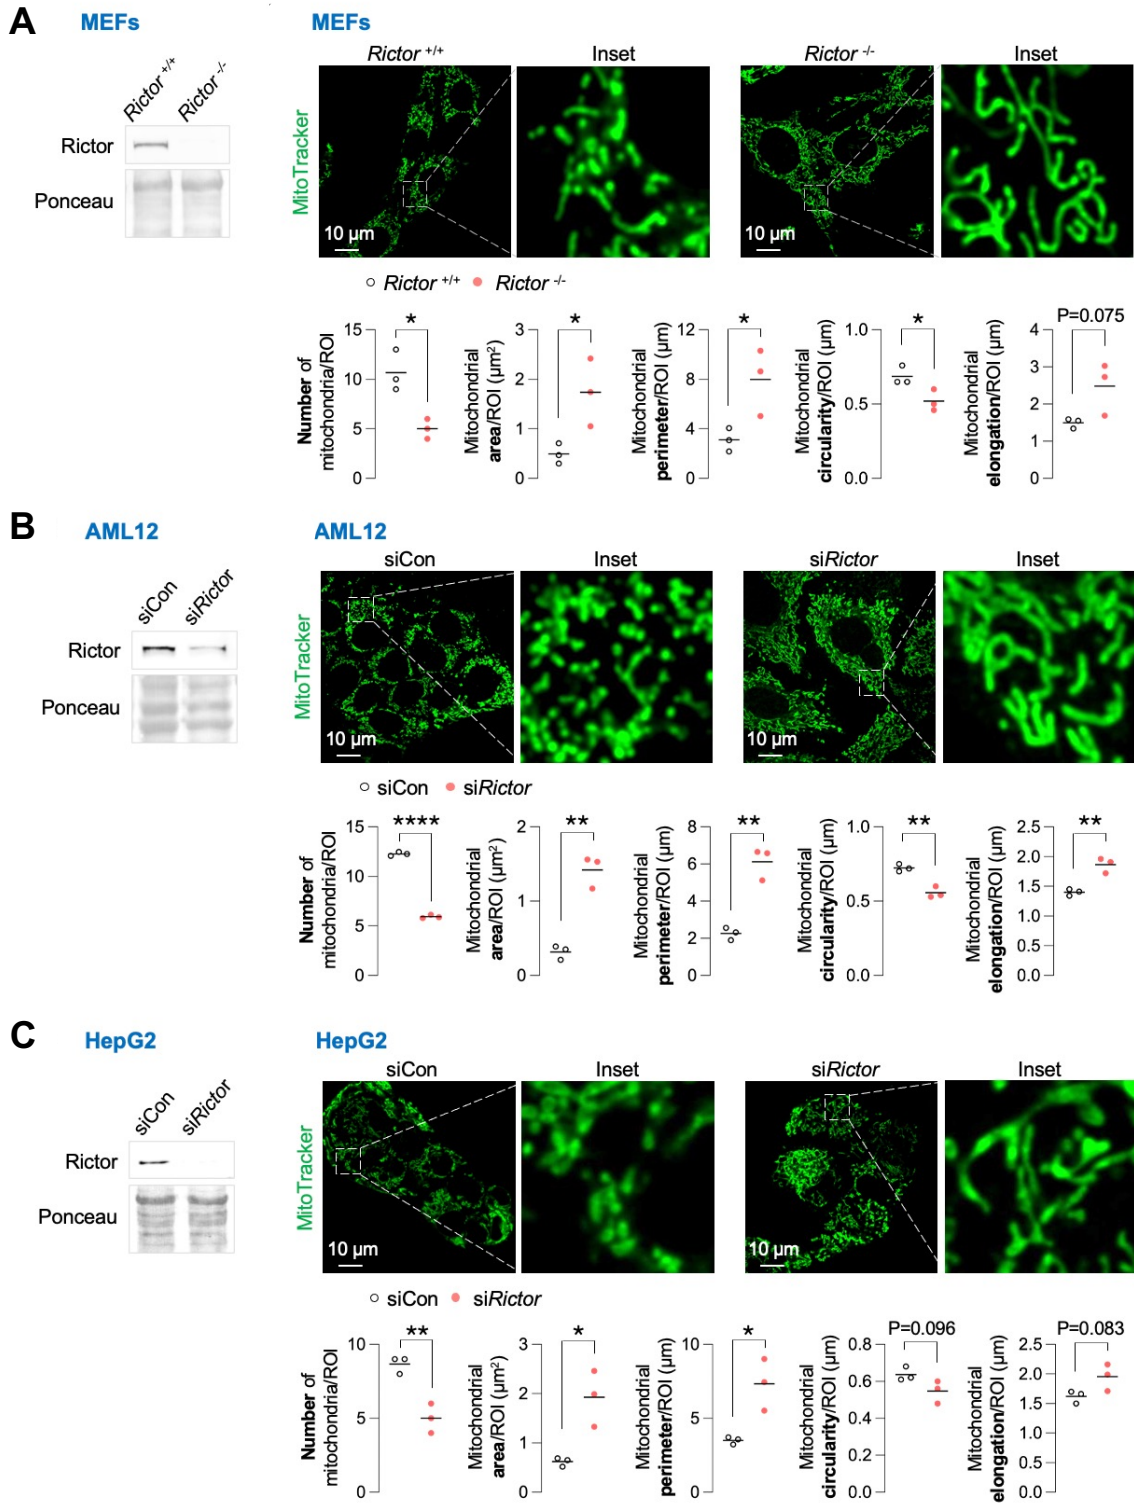 A
MEFs
Rictor +/+
Rictor -/-
Rictor
Ponceau
MEFs
Rictor +/+
Inset
Rictor -/-
Inset
MitoTracker
10 µm
10 µm
Rictor +/+
Rictor -/-
Number of
mitochondria/ROI
15
10
5
0
*
Mitochondrial
area/ROI (µm²)
3
2
1
0
*
Mitochondrial
perimeter/ROI (µm)
12
8
4
0
*
Mitochondrial
circularity/ROI (µm)
1.0
0.5
0.0
*
Mitochondrial
elongation/ROI (µm)
4
3
2
1
0
P=0.075
B
AML12
siCon
siRictor
Rictor
Ponceau
AML12
siCon
Inset
siRictor
Inset
MitoTracker
10 µm
10 µm
siCon
siRictor
Number of
mitochondria/ROI
15
10
5
0
****
Mitochondrial
area/ROI (µm²)
2
1
0
**
Mitochondrial
perimeter/ROI (µm)
8
6
4
2
0
**
Mitochondrial
circularity/ROI (µm)
1.0
0.5
0.0
**
Mitochondrial
elongation/ROI (µm)
2.5
2.0
1.5
1.0
0.5
0.0
**
C
HepG2
siCon
siRictor
Rictor
Ponceau
HepG2
siCon
Inset
siRictor
Inset
MitoTracker
10 µm
10 µm
siCon
siRictor
Number of
mitochondria/ROI
10
5
0
**
Mitochondrial
area/ROI (µm²)
3
2
1
0
*
Mitochondrial
perimeter/ROI (µm)
10
5
0
*
Mitochondrial
circularity/ROI (µm)
0.8
0.6
0.4
0.2
0.0
P=0.096
Mitochondrial
elongation/ROI (µm)
2.5
2.0
1.5
1.0
0.5
0.0
P=0.083